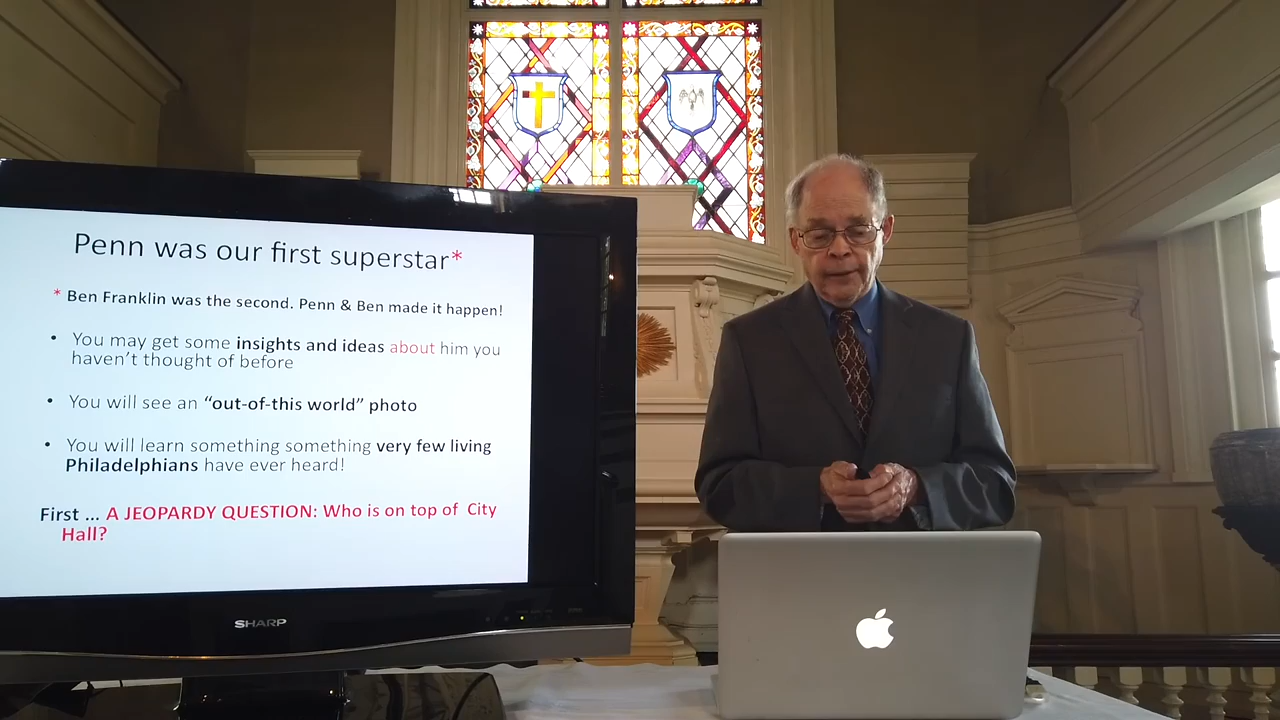 Penn was our first superstar*
* Ben Franklin was the second. Penn & Ben made it happen!
• You may get some insights and ideas about him you
haven't thought of before
• You will see an “out-of-this world” photo
• You will learn something something very few living
Philadelphians have ever heard!
First ... A JEOPARDY QUESTION: Who is on top of City
Hall?
SHARP